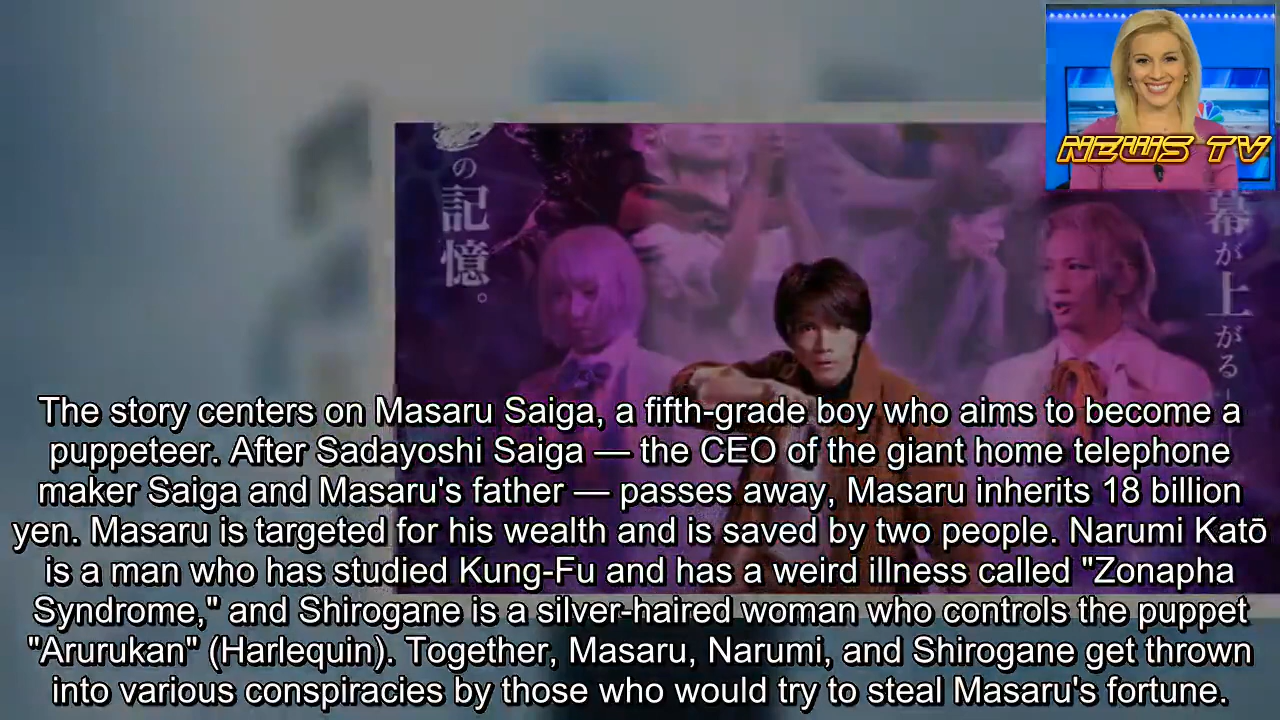 NEWS TV
の記憶。
幕が上がる
The story centers on Masaru Saiga, a fifth-grade boy who aims to become a
puppeteer. After Sadayoshi Saiga — the CEO of the giant home telephone
maker Saiga and Masaru's father — passes away, Masaru inherits 18 billion
yen. Masaru is targeted for his wealth and is saved by two people. Narumi Katō
is a man who has studied Kung-Fu and has a weird illness called "Zonapha
Syndrome," and Shirogane is a silver-haired woman who controls the puppet
"Arurukan" (Harlequin). Together, Masaru, Narumi, and Shirogane get thrown
into various conspiracies by those who would try to steal Masaru's fortune.